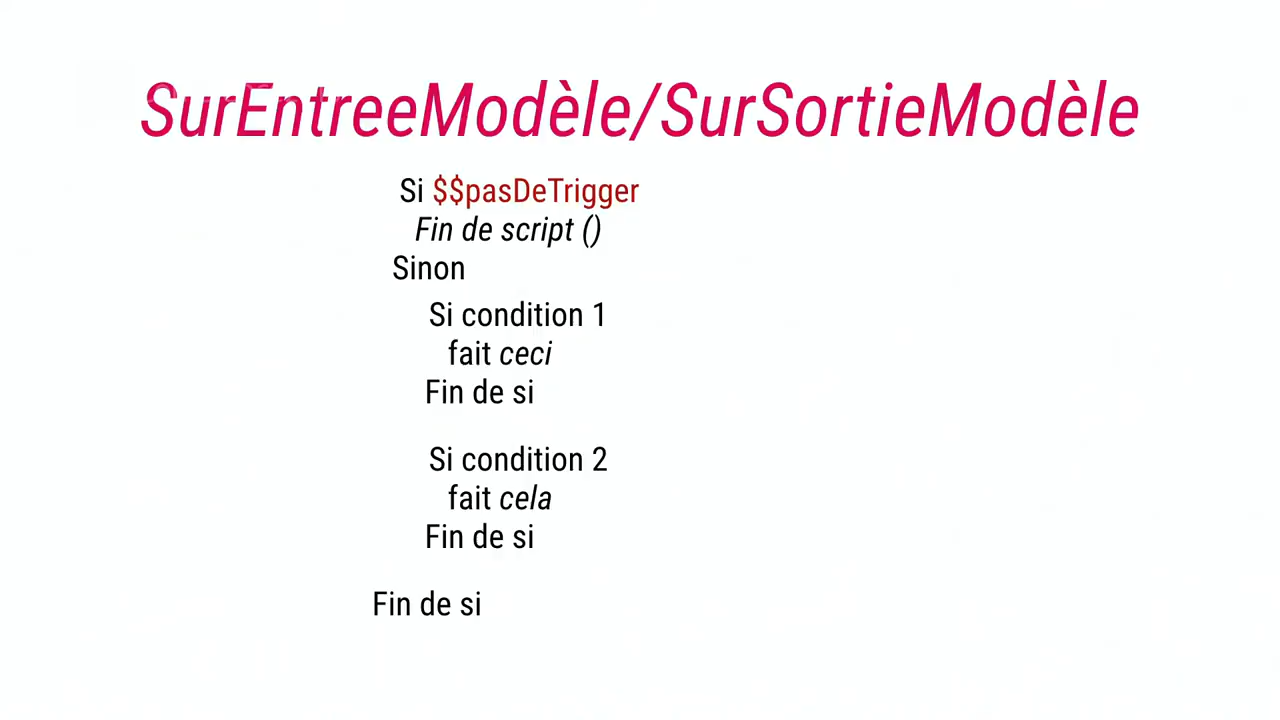 SurEntreeModèle/SurSortieModèle
Si $$pasDeTrigger
Fin de script ()
Sinon
Si condition 1
fait ceci
Fin de si
Si condition 2
fait cela
Fin de si
Fin de si